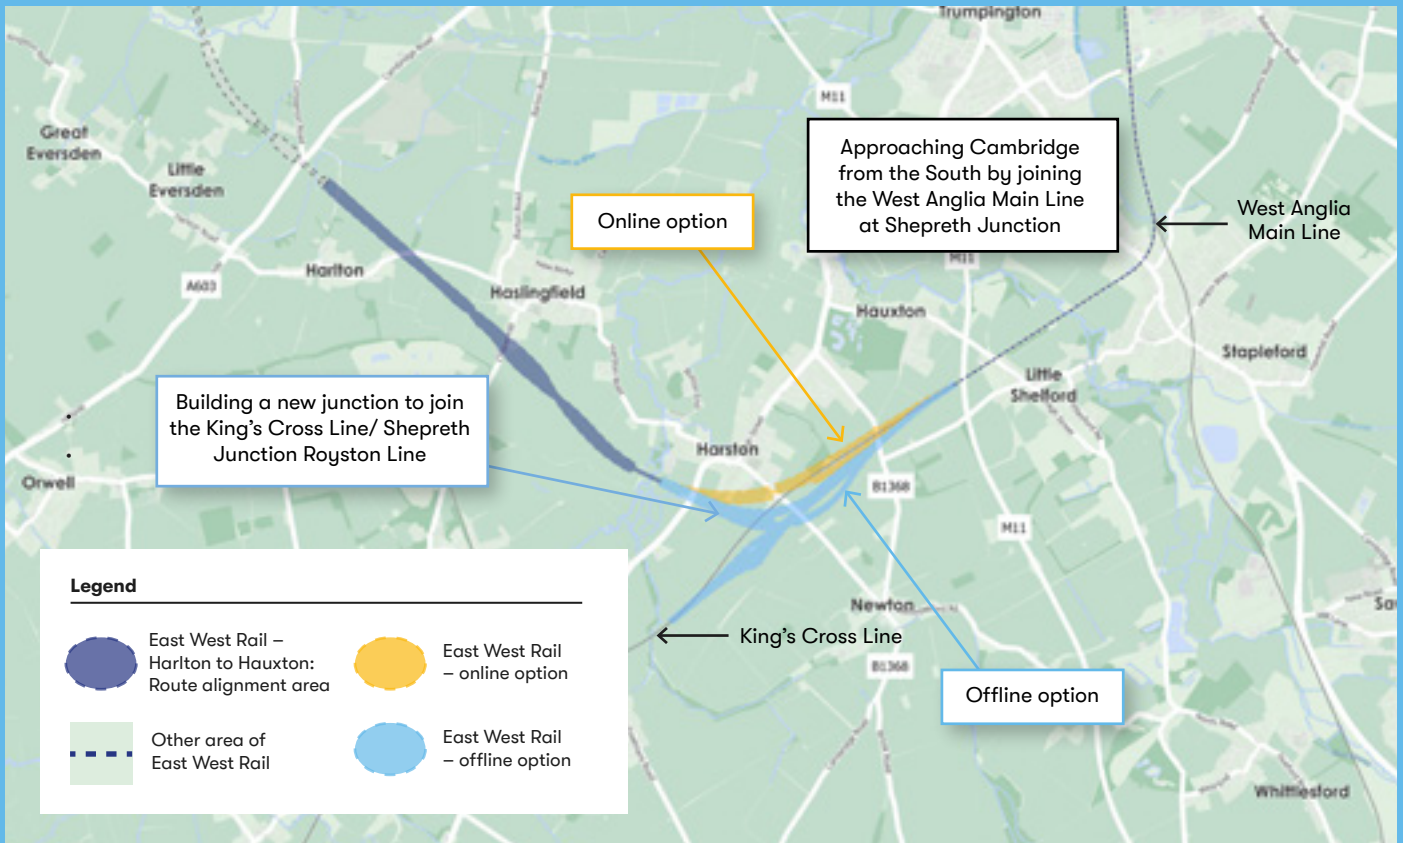 Trumpington
M11
Great
Eversden
Little
Eversden
Approaching Cambridge
from the South by joining
the West Anglia Main Line
at Shepreth Junction
Online option
West Anglia
Main Line
Harlton
M11
A603
Haslingfield
Hauxton
Stapleford
Little
Shelford
Building a new junction to join
the King's Cross Line/ Shepreth
Junction Royston Line
Harston
Orwell
B1368
M11
Newton
King's Cross Line
B1368
Offline option
Whittlesford
Legend
East West Rail –
Harlton to Hauxton:
Route alignment area
East West Rail
– online option
Other area of
East West Rail
East West Rail
– offline option